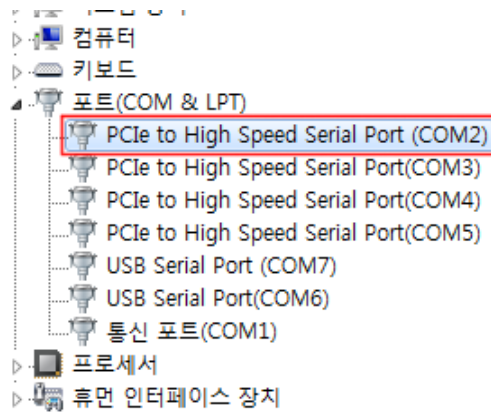 컴퓨터
키보드
포트(COM & LPT)
PCIe to High Speed Serial Port (COM2)
PCIe to High Speed Serial Port(COM3)
PCIe to High Speed Serial Port(COM4)
PCIe to High Speed Serial Port(COM5)
USB Serial Port (COM7)
USB Serial Port(COM6)
통신 포트(COM1)
프로세서
휴먼 인터페이스 장치